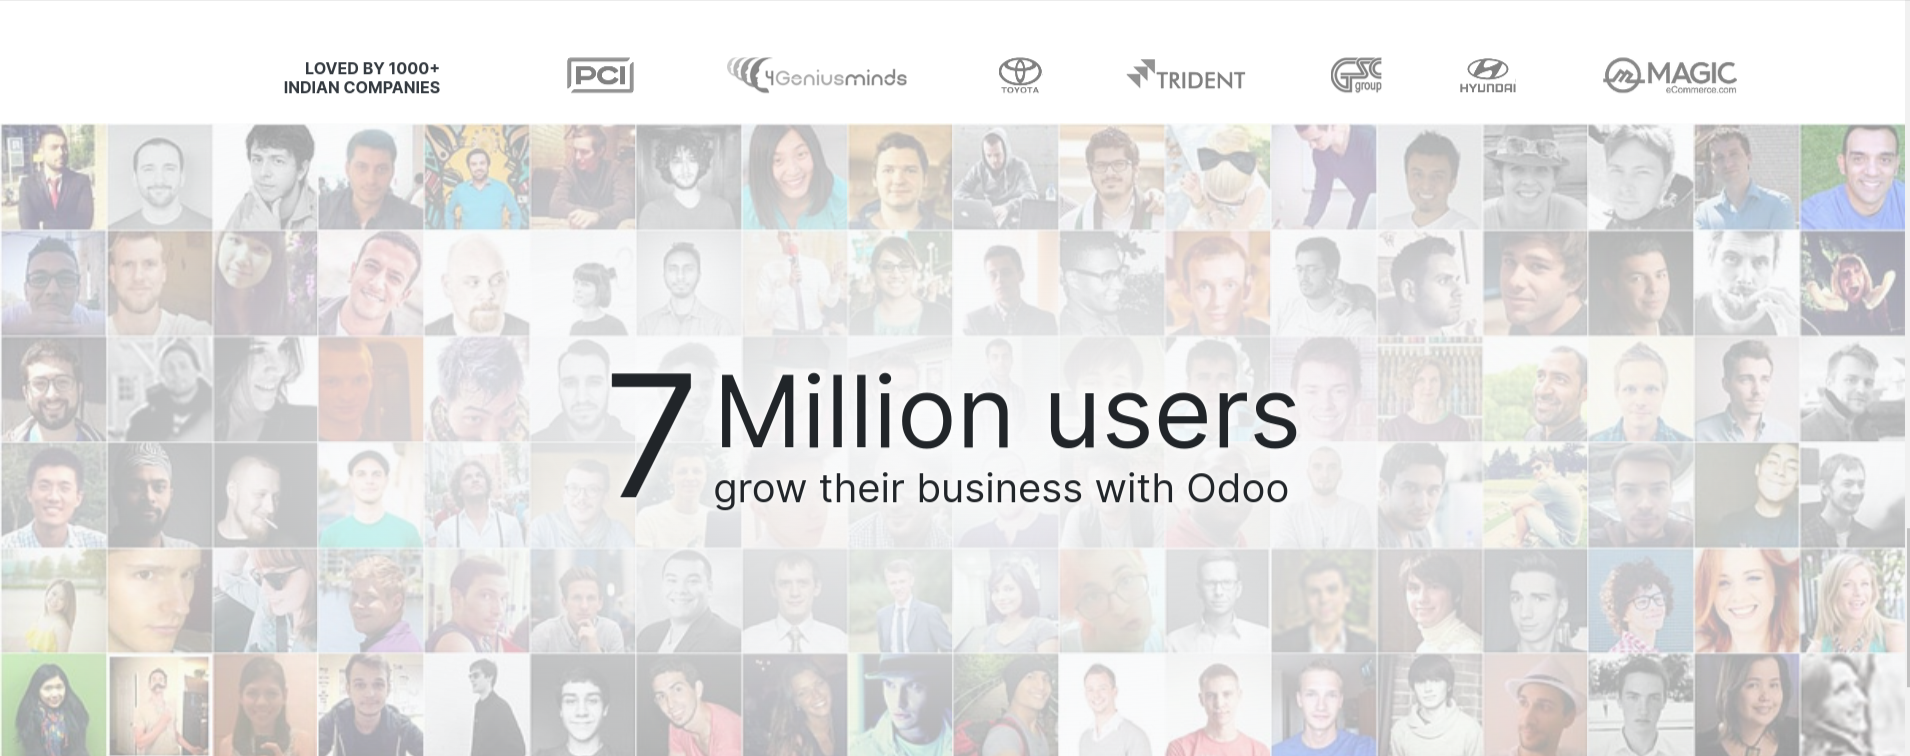 LOVED BY 1000+
INDIAN COMPANIES
PCI
4Geniusminds
TOYOTA
TRIDENT
GSC
group
HYUNDAI
MAGIC
eCommerce.com
7 Million users
grow their business with Odoo